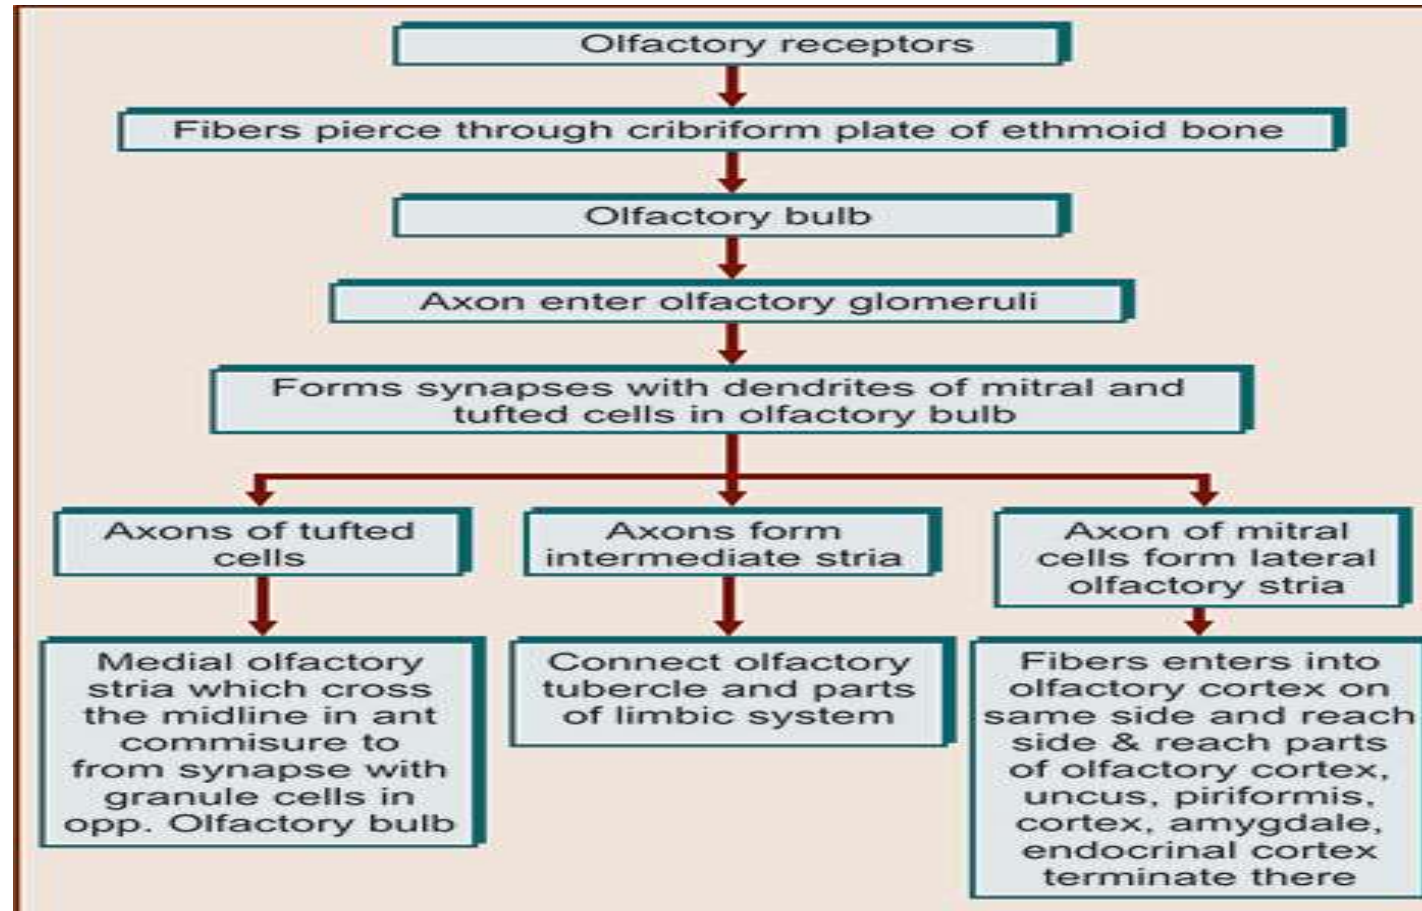 Olfactory receptors
Fibers pierce through cribriform plate of ethmoid bone
Olfactory bulb
Axon enter olfactory glomeruli
Forms synapses with dendrites of mitral and
tufted cells in olfactory bulb
Axons of tufted
cells
Axons form
intermediate stria
Axon of mitral
cells form lateral
olfactory stria
Medial olfactory
stria which cross
the midline in ant
commisure to
from synapse with
granule cells in
opp. Olfactory bulb
Connect olfactory
tubercle and parts
of limbic system
Fibers enters into
olfactory cortex on
same side and reach
side & reach parts
of olfactory cortex,
uncus, piriformis,
cortex, amygdale,
endocrinal cortex
terminate there